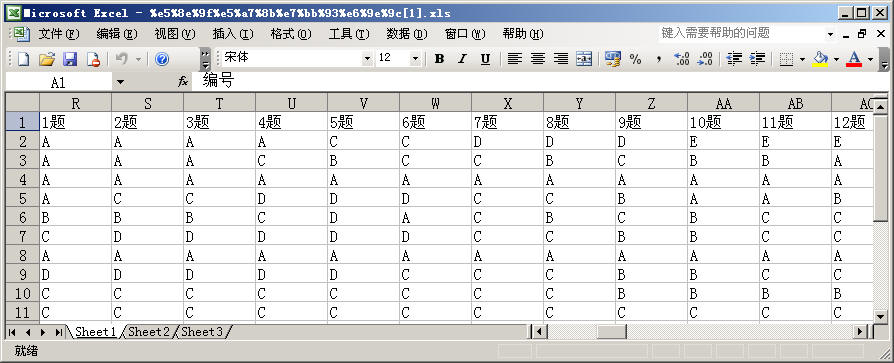 Microsoft Excel - %e5%8e%9f%e5%a7%8b%e7%bb%93%e6%9e%9c[1].xls
文件(F) 编辑(E) 视图(V) 插入(I) 格式(O) 工具(T) 数据(D) 窗口(W) 帮助(H) 键入需要帮助的问题
宋体 12 B I U % ,
A1 fx 编号
R S T U V W X Y Z AA AB AC
1 1题 2题 3题 4题 5题 6题 7题 8题 9题 10题 11题 12题
2 A A A A C C D D D E E E
3 A A A C B C C B C B B A
4 A A A A A A A A A A A A
5 A C C D D D C C B A A B
6 B B B C D A C B C B C C
7 C D D D D D C C B B C C
8 A A A A A A A A A A A A
9 D D D D D C C C B B C C
10 C C C C C C C C B B B B
11 C C C C C C C C C C C C
Sheet1 Sheet2 Sheet3
就绪